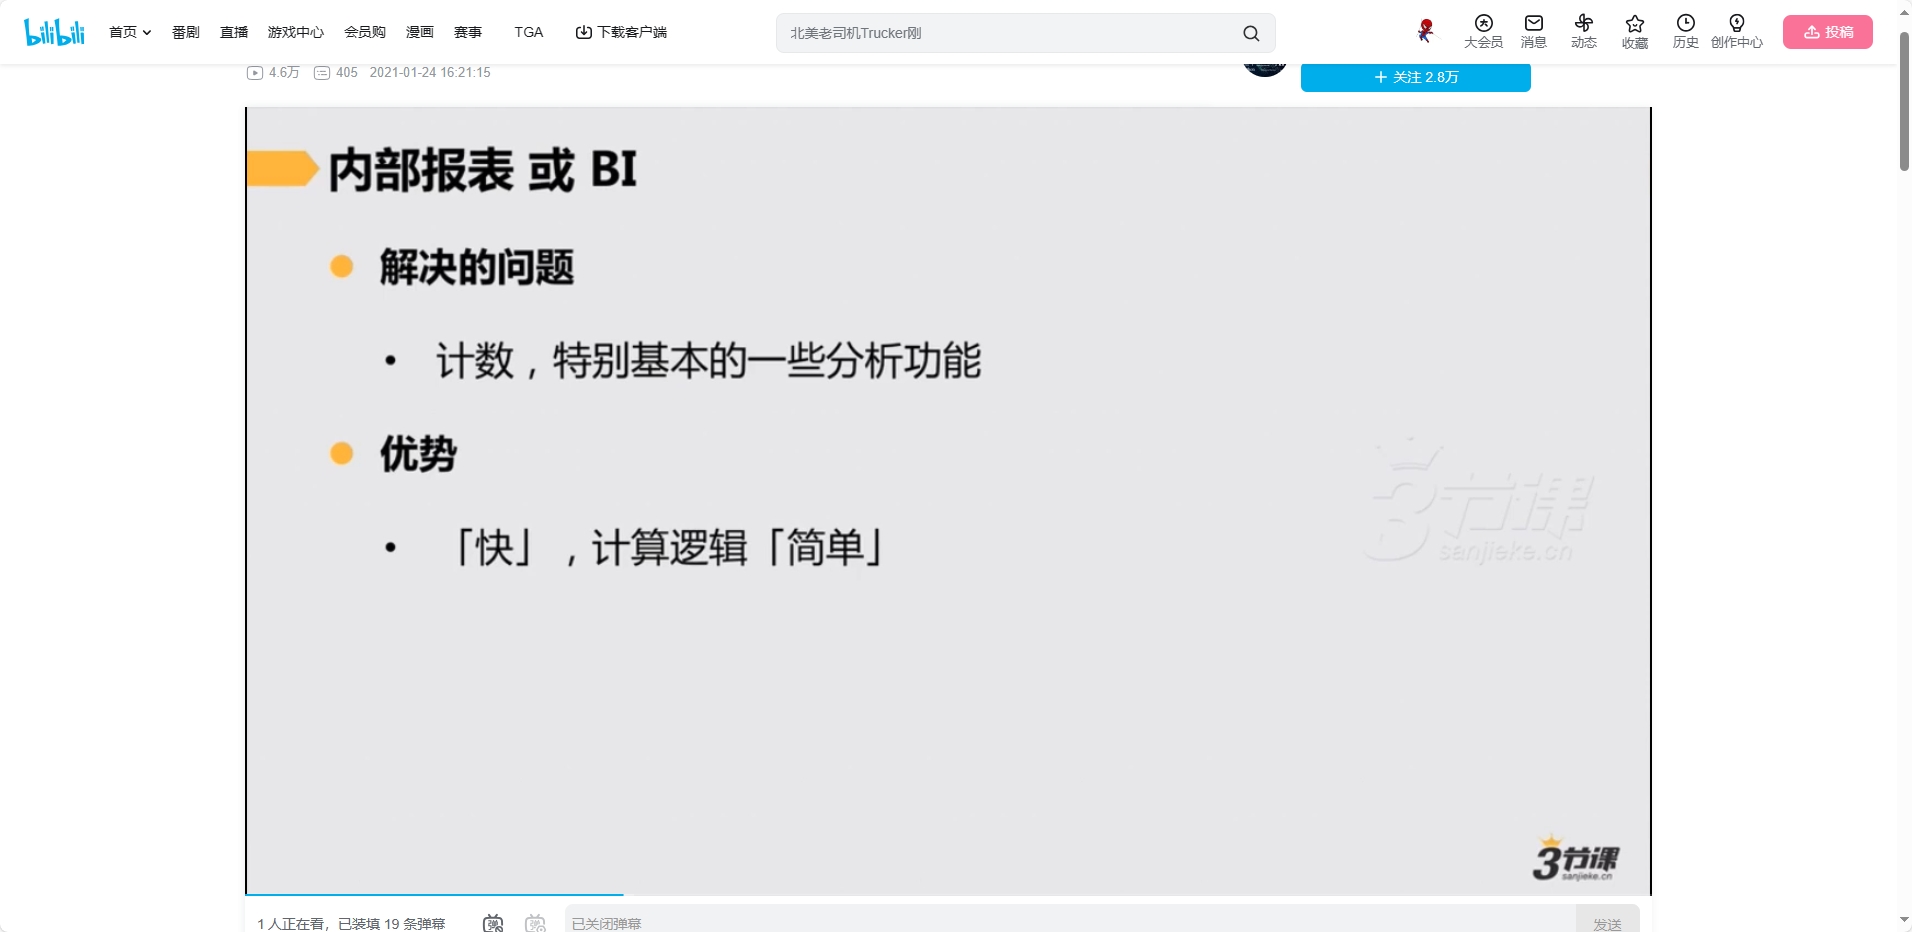 bilibili
首页 番剧 直播 游戏中心 会员购 漫画 赛事 TGA 下载客户端
北美老司机Trucker刚
大会员 消息 动态 收藏 历史 创作中心 投稿
4.6万 405 2021-01-24 16:21:15
+ 关注 2.8万
内部报表 或 BI
解决的问题
• 计数，特别基本的一些分析功能
优势
• 「快」，计算逻辑「简单」
3节课
sanjieke.cn
3节课
sanjieke.cn
1 人正在看，已装填 19 条弹幕
弹
弹
已关闭弹幕
发送